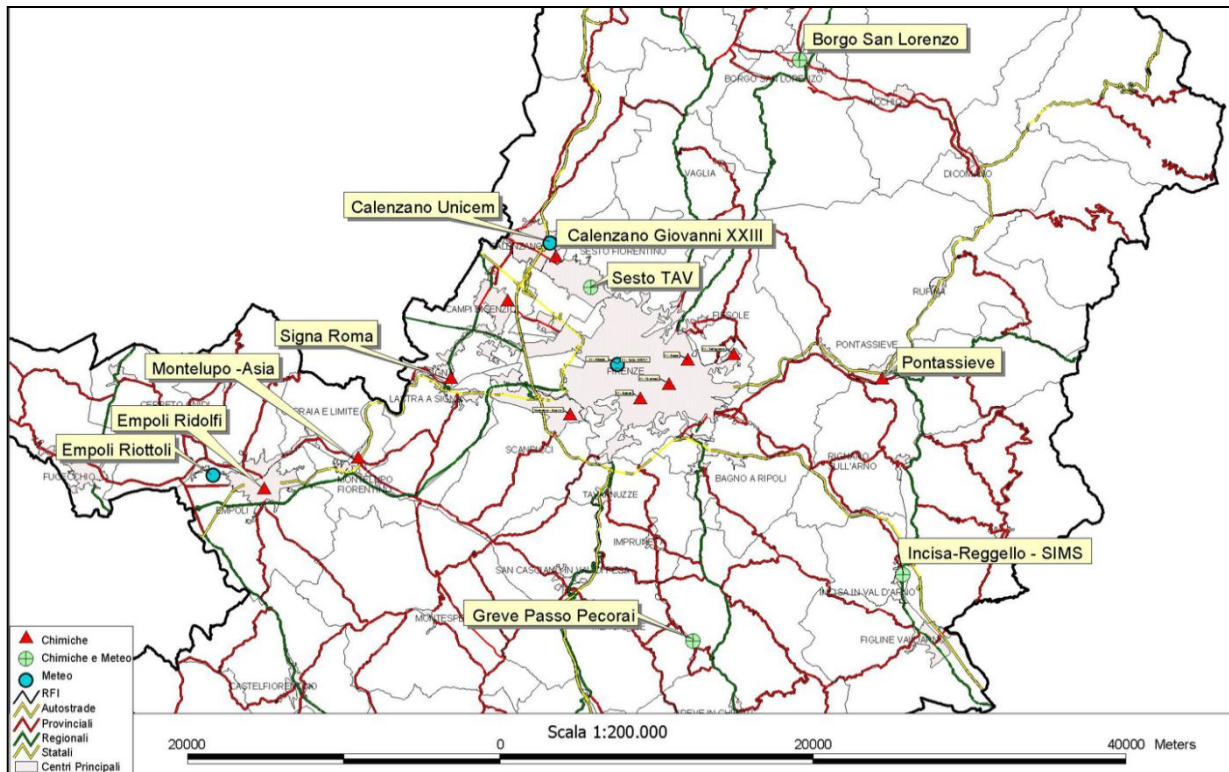 Borgo San Lorenzo
BORGO SAN LORENZO
VICCHIO
DICOMANO
VAGLIA
Calenzano Unicem
Calenzano Giovanni XXIII
SESTO FIORENTINO
Sesto TAV
CAMPI BISENZIO
RUFINA
FIESOLE
Signa Roma
PONTASSIEVE
Pontassieve
FIRENZE
Montelupo -Asia
LASTRA A SIGNA
Empoli Ridolfi
SCANDICCI
Empoli Riottoli
BAGNO A RIPOLI
MONTELUPO
FIORENTINO
EMPOLI
TAVARNUZZE
IMPRUNETA
Incisa-Reggello - SIMS
SAN CASCIANO IN VAL DI PESA
INCISA IN VAL D'ARNO
Greve Passo Pecorai
FIGLINE VALDARNO
CASTELFIORENTINO
Chimiche
Chimiche e Meteo
Meteo
RFI
Autostrade
Provinciali
Regionali
Statali
Centri Principali
Scala 1:200.000
20000 0 20000 40000 Meters